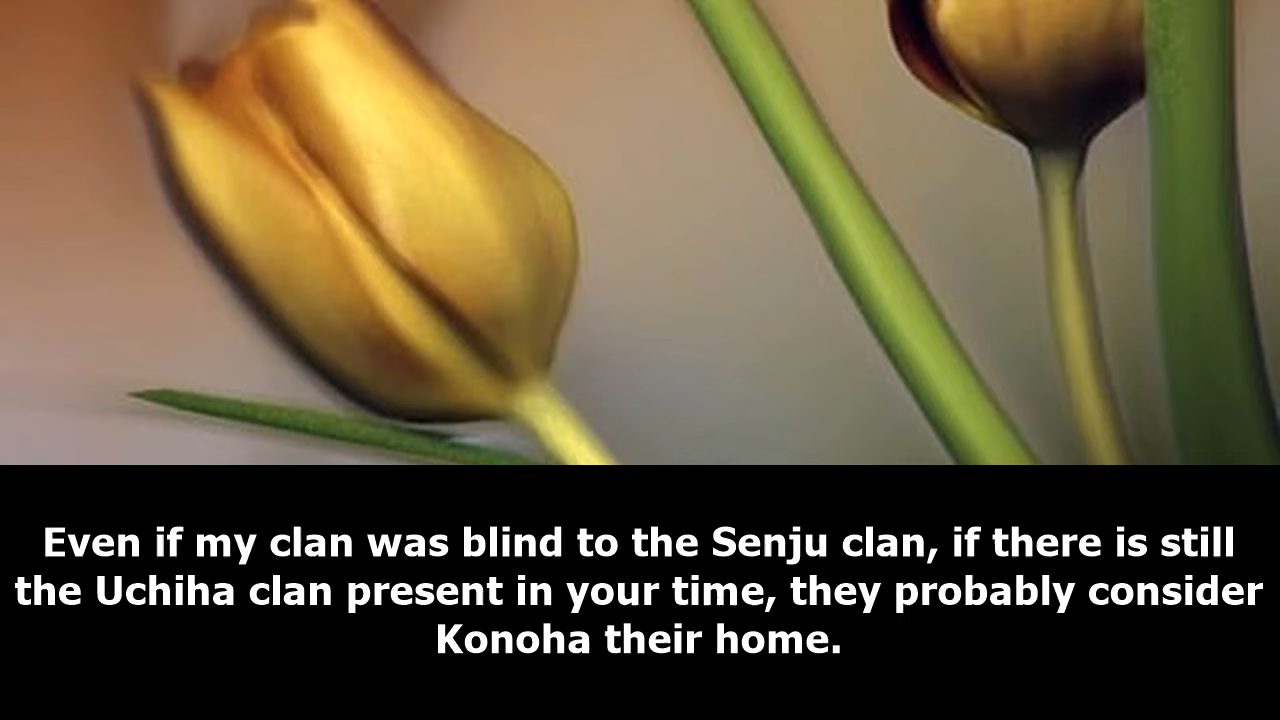 Even if my clan was blind to the Senju clan, if there is still
the Uchiha clan present in your time, they probably consider
Konoha their home.